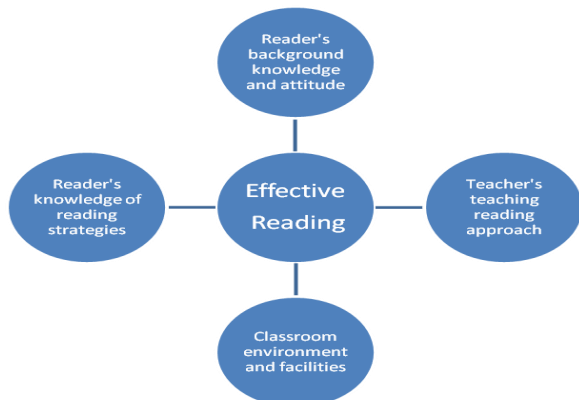 Reader's
background
knowledge
and attitude
Reader's
knowledge of
reading
strategies
Effective
Reading
Teacher's
teaching
reading
approach
Classroom
environment
and facilities